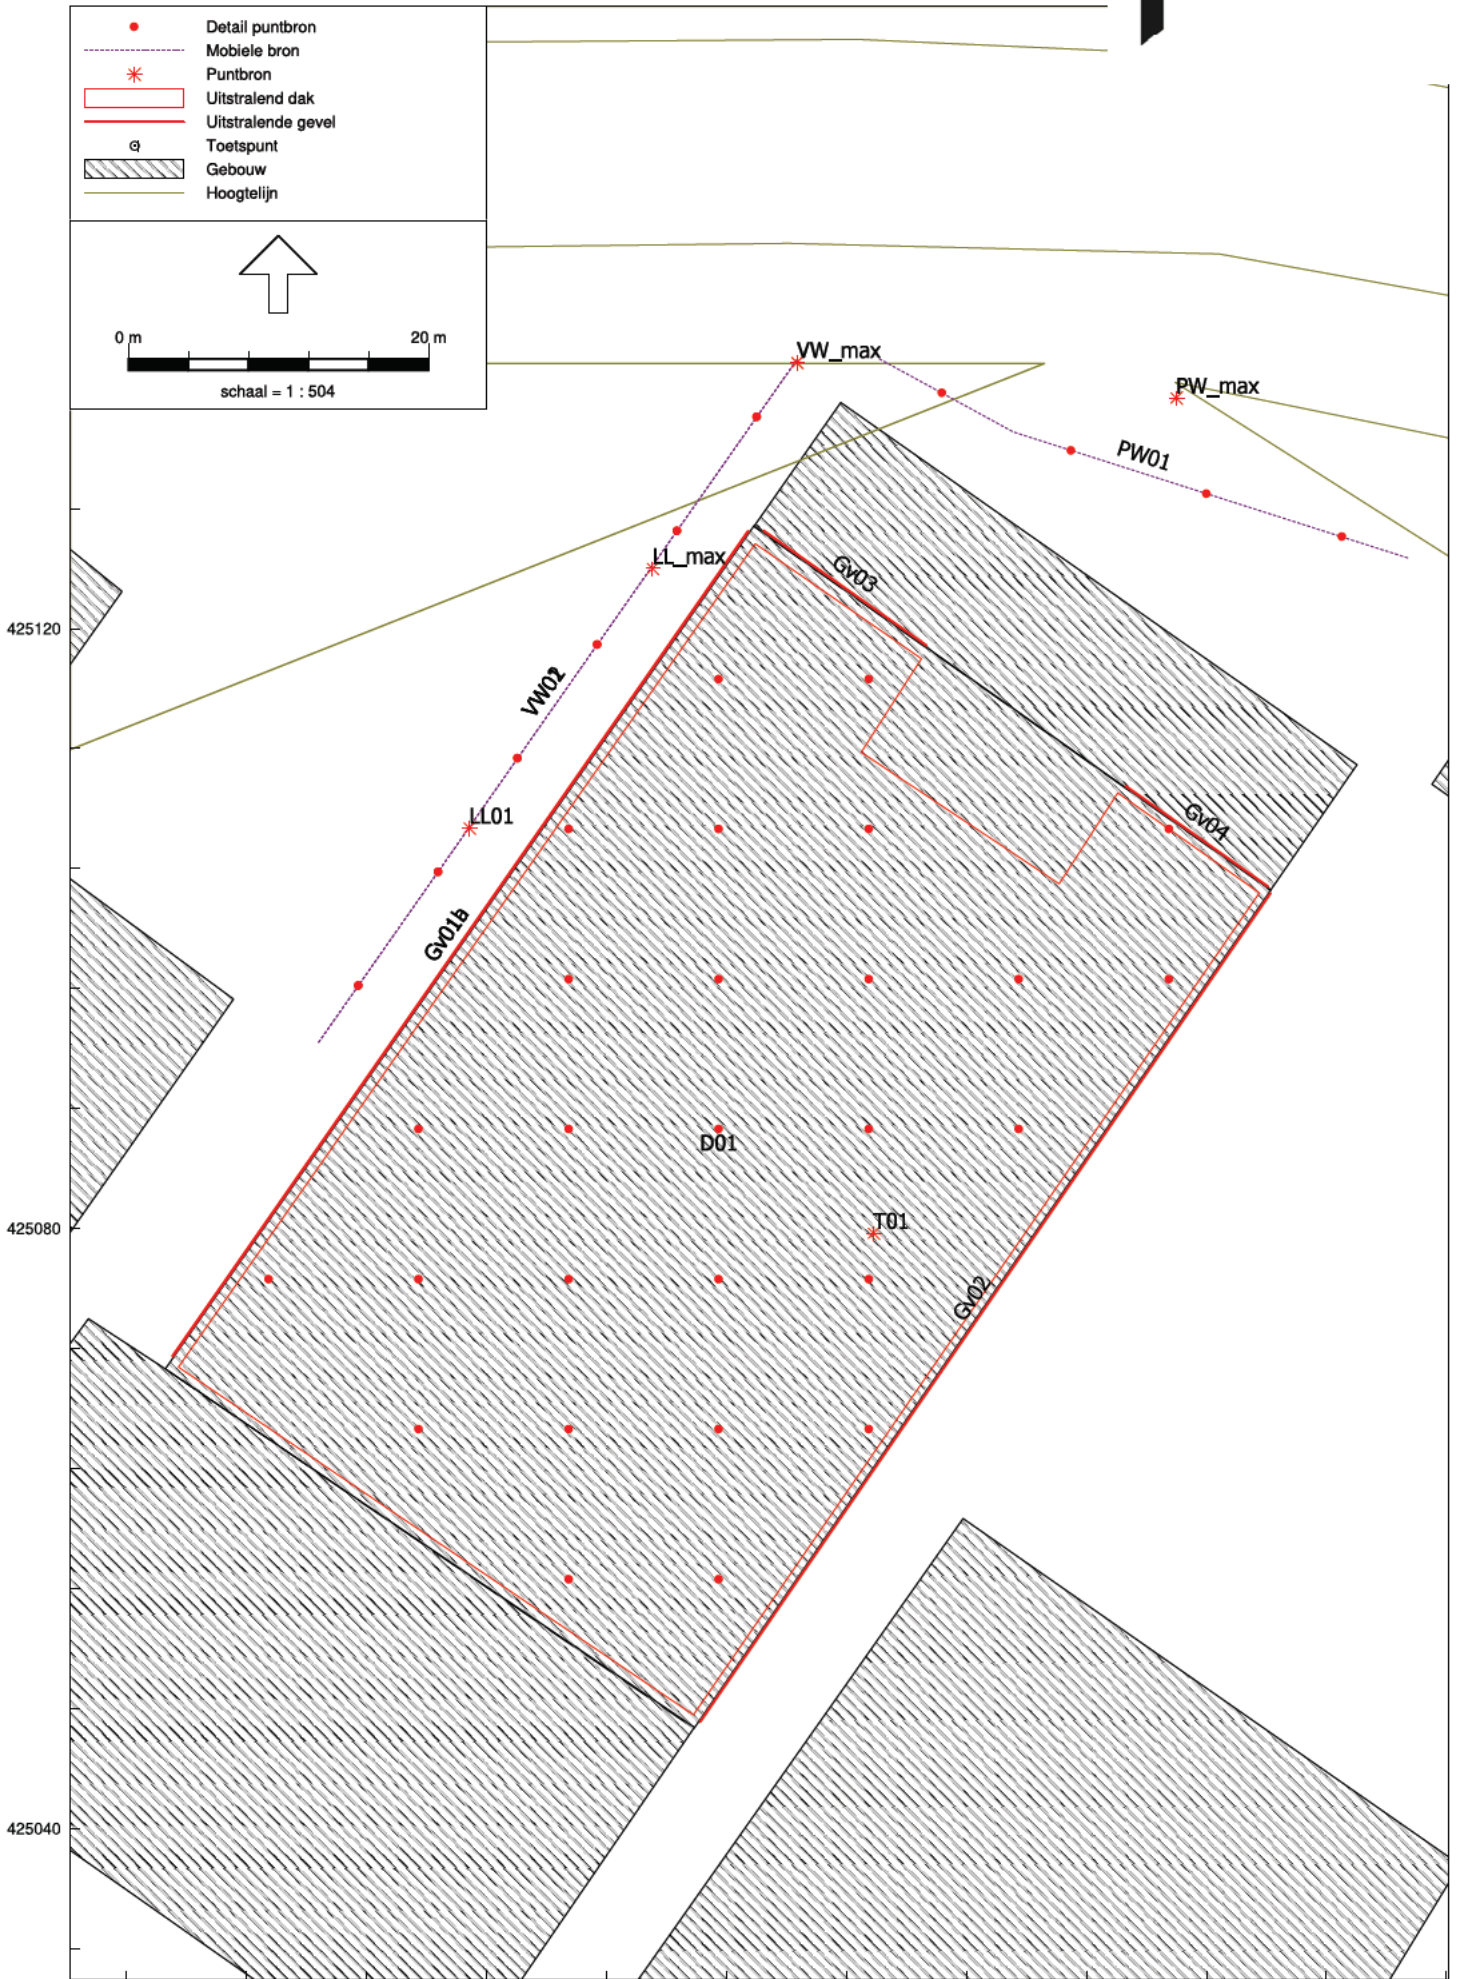 Detail puntbron
Mobiele bron
Puntbron
Uitstralend dak
Uitstralende gevel
Toetspunt
Gebouw
Hoogtelijn
0 m 20 m
schaal = 1 : 504
VW_max
PW_max
PW01
LL_max
Gv03
425120
VW02
LL01
Gv04
Gv01b
D01
T01
425080
Gv02
425040